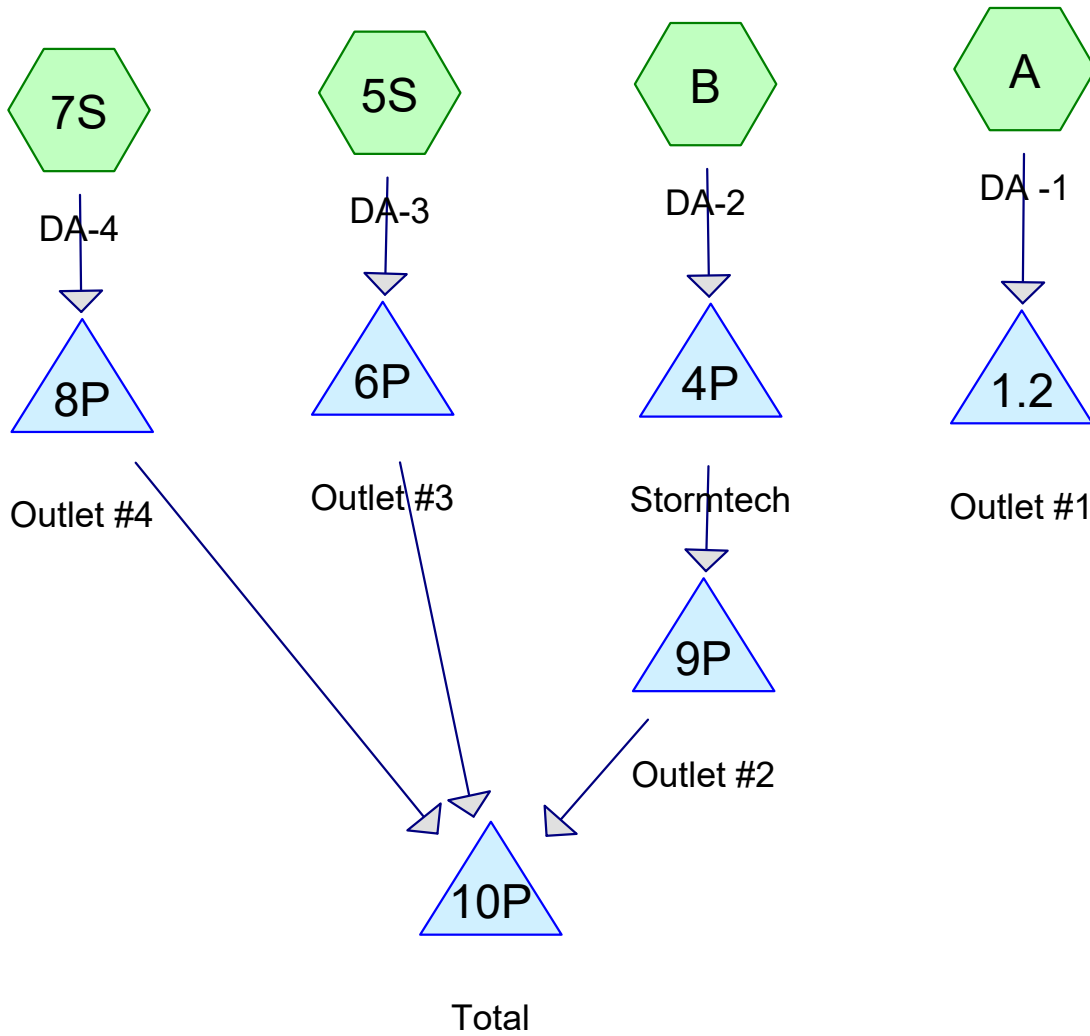 7S
5S
B
A
DA-4
DA-3
DA-2
DA -1
8P
6P
4P
1.2
Outlet #4
Outlet #3
Stormtech
Outlet #1
9P
Outlet #2
10P
Total